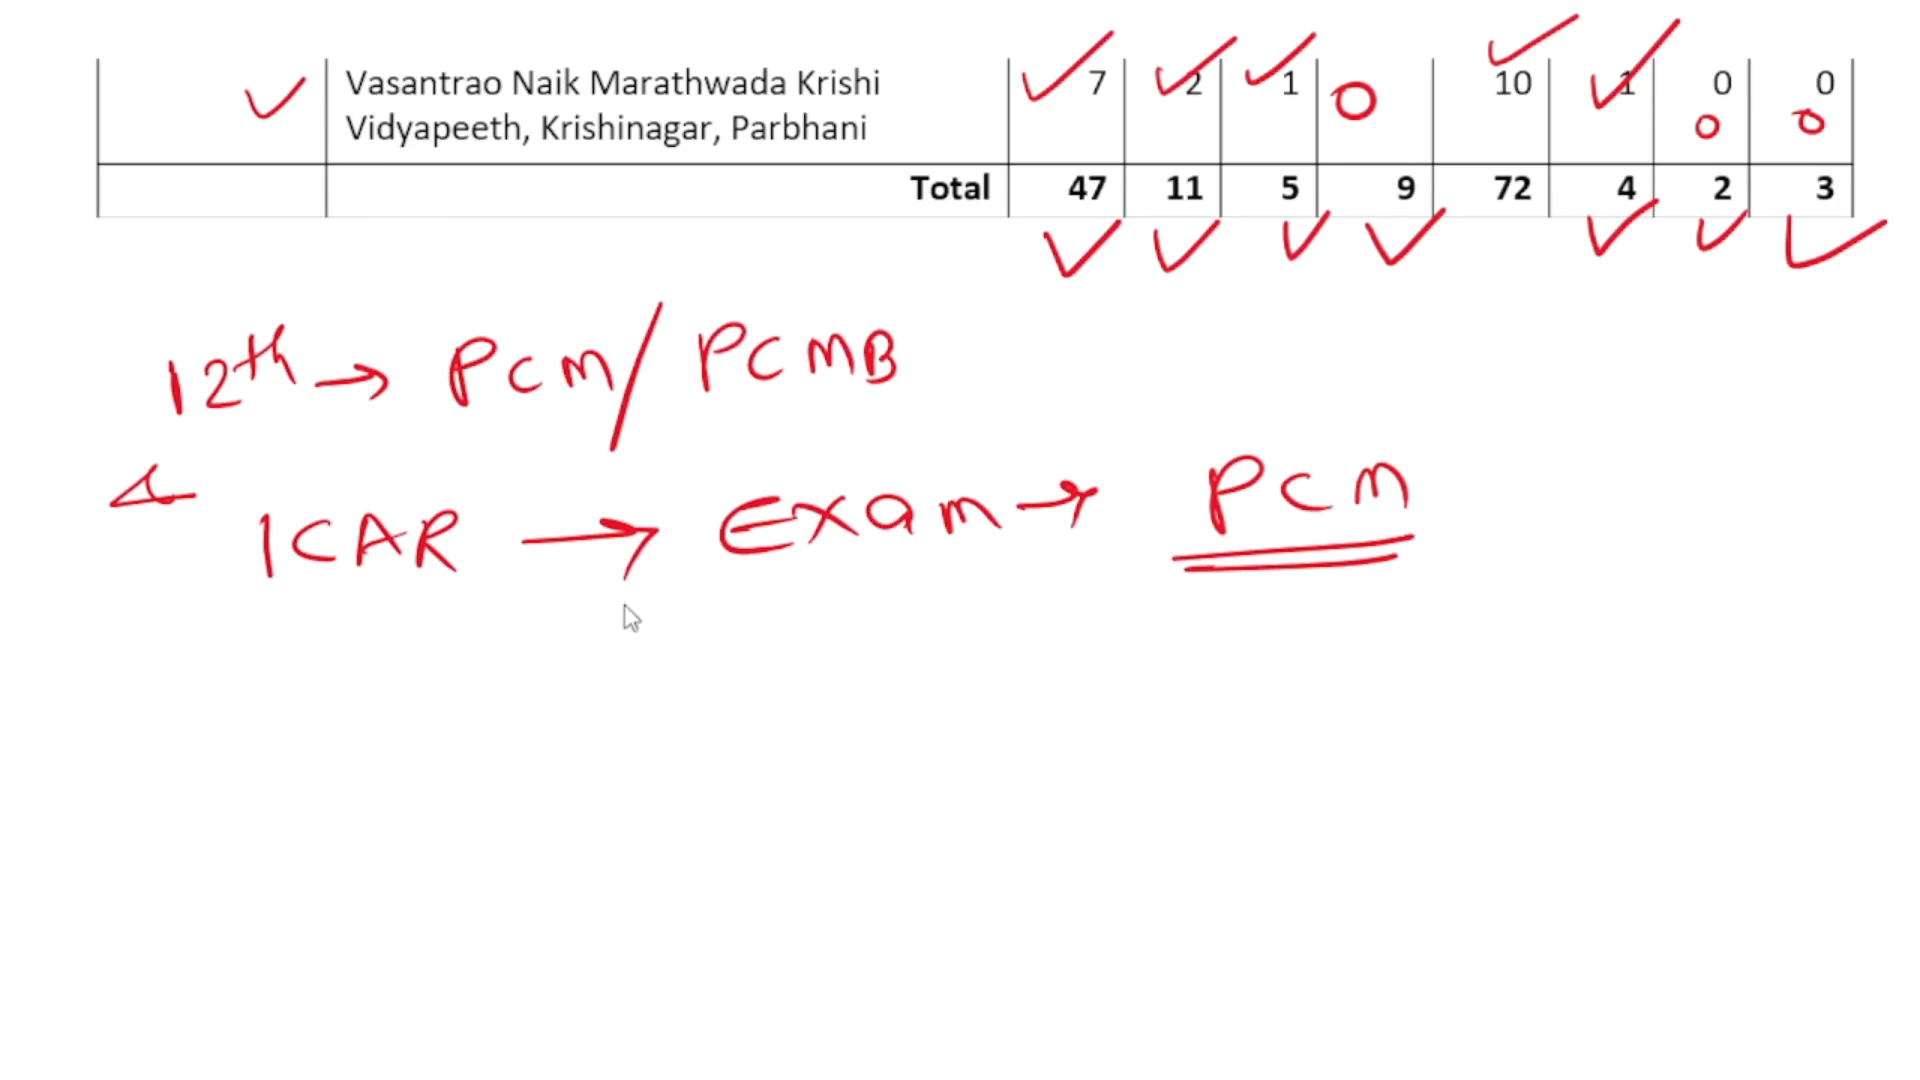 Vasantrao Naik Marathwada Krishi Vidyapeeth, Krishinagar, Parbhani 7 2 1 O 10 1 0 0
O O
Total 47 11 5 9 72 4 2 3
12th → PCM / PCMB
ICAR → Exam → PCM